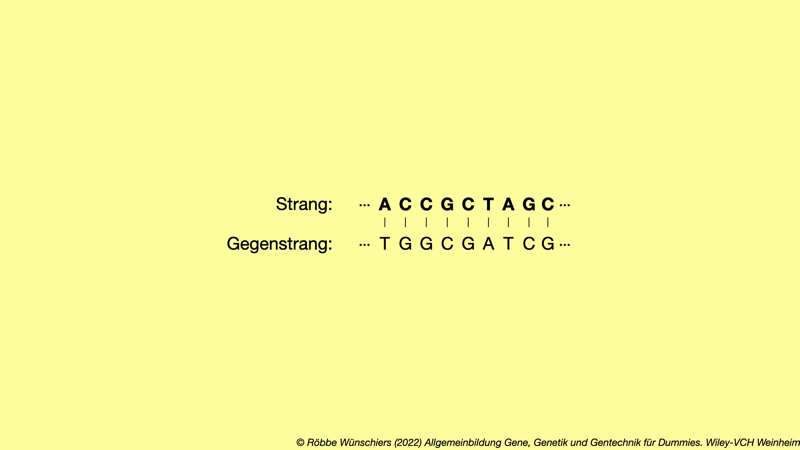 Strang: ··· A C C G C T A G C ···
| | | | | | | | |
Gegenstrang: ··· T G G C G A T C G ···
© Röbbe Wünschiers (2022) Allgemeinbildung Gene, Genetik und Gentechnik für Dummies. Wiley-VCH Weinheim